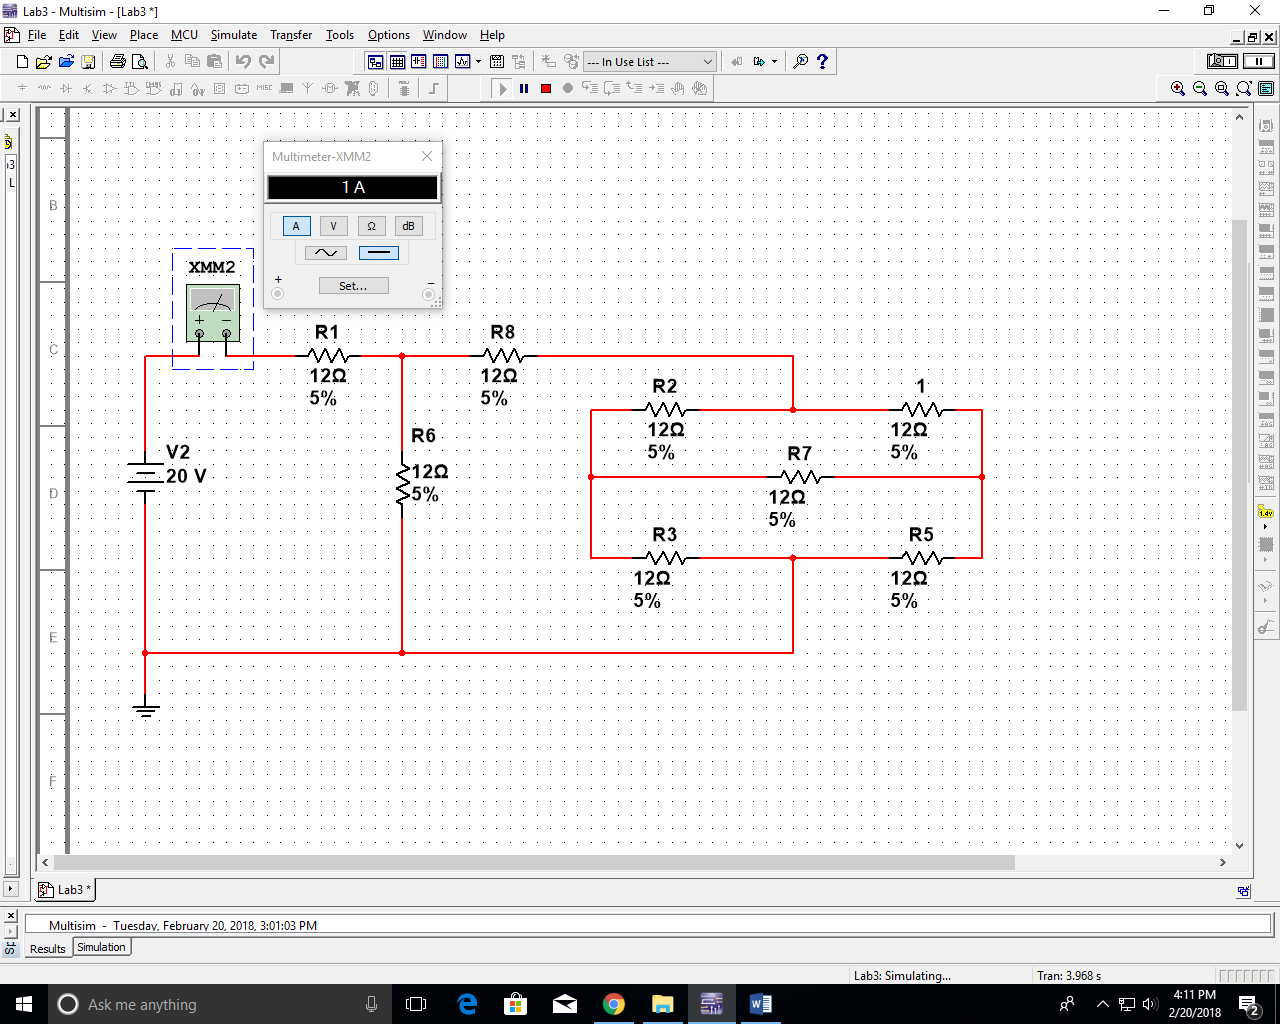 Lab3 - Multisim - [Lab3 *]
File Edit View Place MCU Simulate Transfer Tools Options Window Help
--- In Use List ---
Multimeter-XMM2
1 A
A V Ω dB
+ Set... −
XMM2
+ −
B
C
D
E
F
R1
12Ω
5%
R8
12Ω
5%
R2
12Ω
5%
1
12Ω
5%
R6
12Ω
5%
R7
12Ω
5%
V2
20 V
R3
12Ω
5%
R5
12Ω
5%
Lab3 *
Multisim - Tuesday, February 20, 2018, 3:01:03 PM
Results Simulation
Lab3: Simulating... Tran: 3.968 s
Ask me anything
4:11 PM
2/20/2018
2